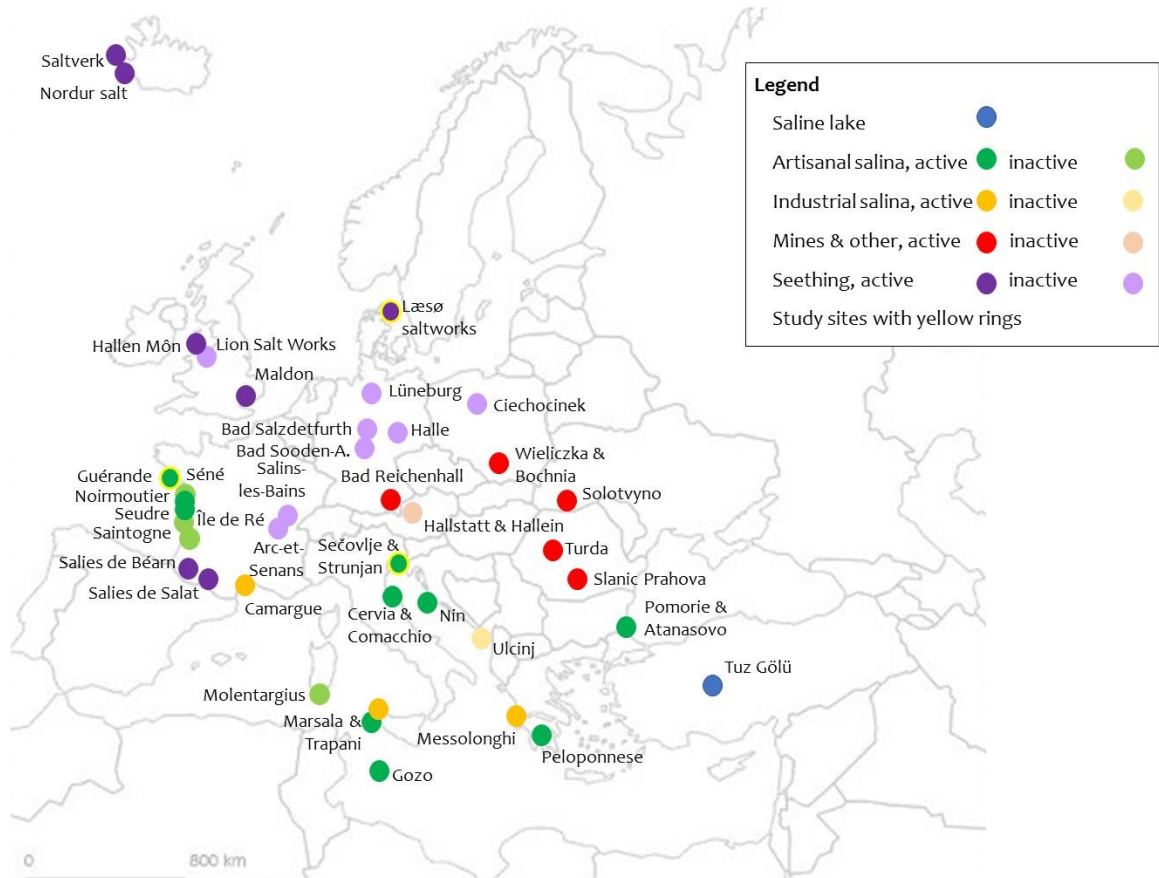 Saltverk
Nordur salt
Legend
Saline lake
Artisanal salina, active inactive
Industrial salina, active inactive
Mines & other, active inactive
Seething, active inactive
Study sites with yellow rings
Læsø
saltworks
Hallen Môn
Lion Salt Works
Maldon
Lüneburg
Ciechocinek
Bad Salzdetfurth
Halle
Bad Sooden-A.
Wieliczka &
Bochnia
Guérande
Séné
Salins-
les-Bains
Bad Reichenhall
Noirmoutier
Solotvyno
Seudre
Île de Ré
Hallstatt & Hallein
Saintogne
Arc-et-
Senans
Sečovlje &
Strunjan
Turda
Salies de Béarn
Salies de Salat
Slanic Prahova
Camargue
Cervia &
Comacchio
Nin
Pomorie &
Atanasovo
Ulcinj
Tuz Gölü
Molentargius
Marsala &
Trapani
Messolonghi
Peloponnese
Gozo
0 800 km